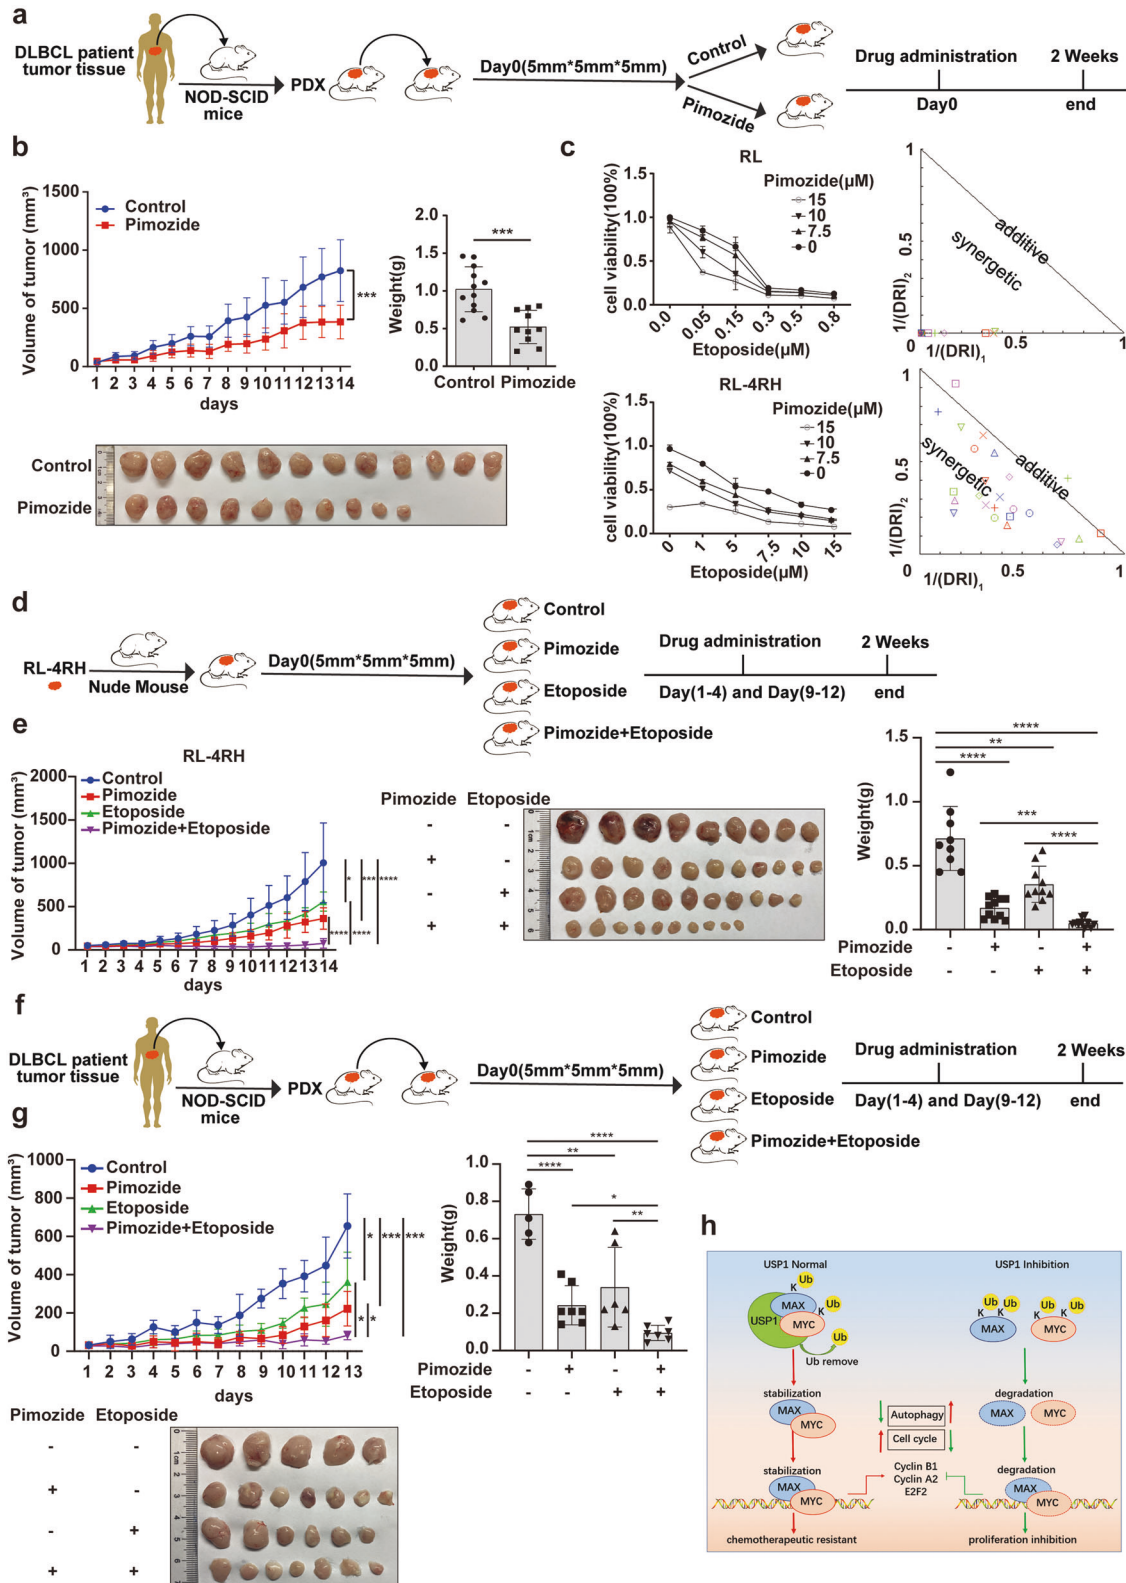 a
DLBCL patient
tumor tissue
NOD-SCID
mice
PDX
Day0(5mm*5mm*5mm)
Control
Pimozide
Drug administration
2 Weeks
Day0
end
b
Volume of tumor (mm³)
1500
1000
500
0
Control
Pimozide
***
1 2 3 4 5 6 7 8 9 10 11 12 13 14
days
Weight(g)
2.0
1.5
1.0
0.5
0.0
***
Control Pimozide
Control
Pimozide
c
RL
cell viability(100%)
1.5
1.0
0.5
0.0
Pimozide(μM)
15
10
7.5
0
0.0 0.05 0.15 0.3 0.5 0.8
Etoposide(μM)
1
0.5
0
1/(DRI)₂
additive
synergetic
1/(DRI)₁
0.5
1
RL-4RH
cell viability(100%)
1.5
1.0
0.5
0.0
Pimozide(μM)
15
10
7.5
0
0 1 5 7.5 10 15
Etoposide(μM)
1
0.5
0
1/(DRI)₂
synergetic
additive
1/(DRI)₁
0.5
1
d
RL-4RH
Nude Mouse
Day0(5mm*5mm*5mm)
Control
Pimozide
Etoposide
Pimozide+Etoposide
Drug administration
2 Weeks
Day(1-4) and Day(9-12)
end
e
RL-4RH
Volume of tumor (mm³)
2000
1500
1000
500
0
Control
Pimozide
Etoposide
Pimozide+Etoposide
* *** ****
**** ****
1 2 3 4 5 6 7 8 9 10 11 12 13 14
days
Pimozide Etoposide
- -
+ -
- +
+ +
Weight(g)
1.5
1.0
0.5
0.0
****
**
****
***
****
Pimozide - + - +
Etoposide - - + +
f
DLBCL patient
tumor tissue
NOD-SCID
mice
PDX
Day0(5mm*5mm*5mm)
Control
Pimozide
Etoposide
Pimozide+Etoposide
Drug administration
2 Weeks
Day(1-4) and Day(9-12)
end
g
Volume of tumor (mm³)
1000
800
600
400
200
0
Control
Pimozide
Etoposide
Pimozide+Etoposide
* *** ***
* *
1 2 3 4 5 6 7 8 9 10 11 12 13
days
Weight(g)
1.0
0.8
0.6
0.4
0.2
0.0
****
**
****
*
**
Pimozide - + - +
Etoposide - - + +
Pimozide Etoposide
- -
+ -
- +
+ +
h
USP1 Normal
USP1 Inhibition
Ub
K
MAX
K
Ub
USP1
MYC
Ub
Ub remove
Ub Ub
K K
MAX
Ub Ub
K K
MYC
stabilization
degradation
MAX
MYC
Autophagy
Cell cycle
MAX
MYC
stabilization
degradation
Cyclin B1
Cyclin A2
E2F2
MAX
MYC
MAX
MYC
chemotherapeutic resistant
proliferation inhibition